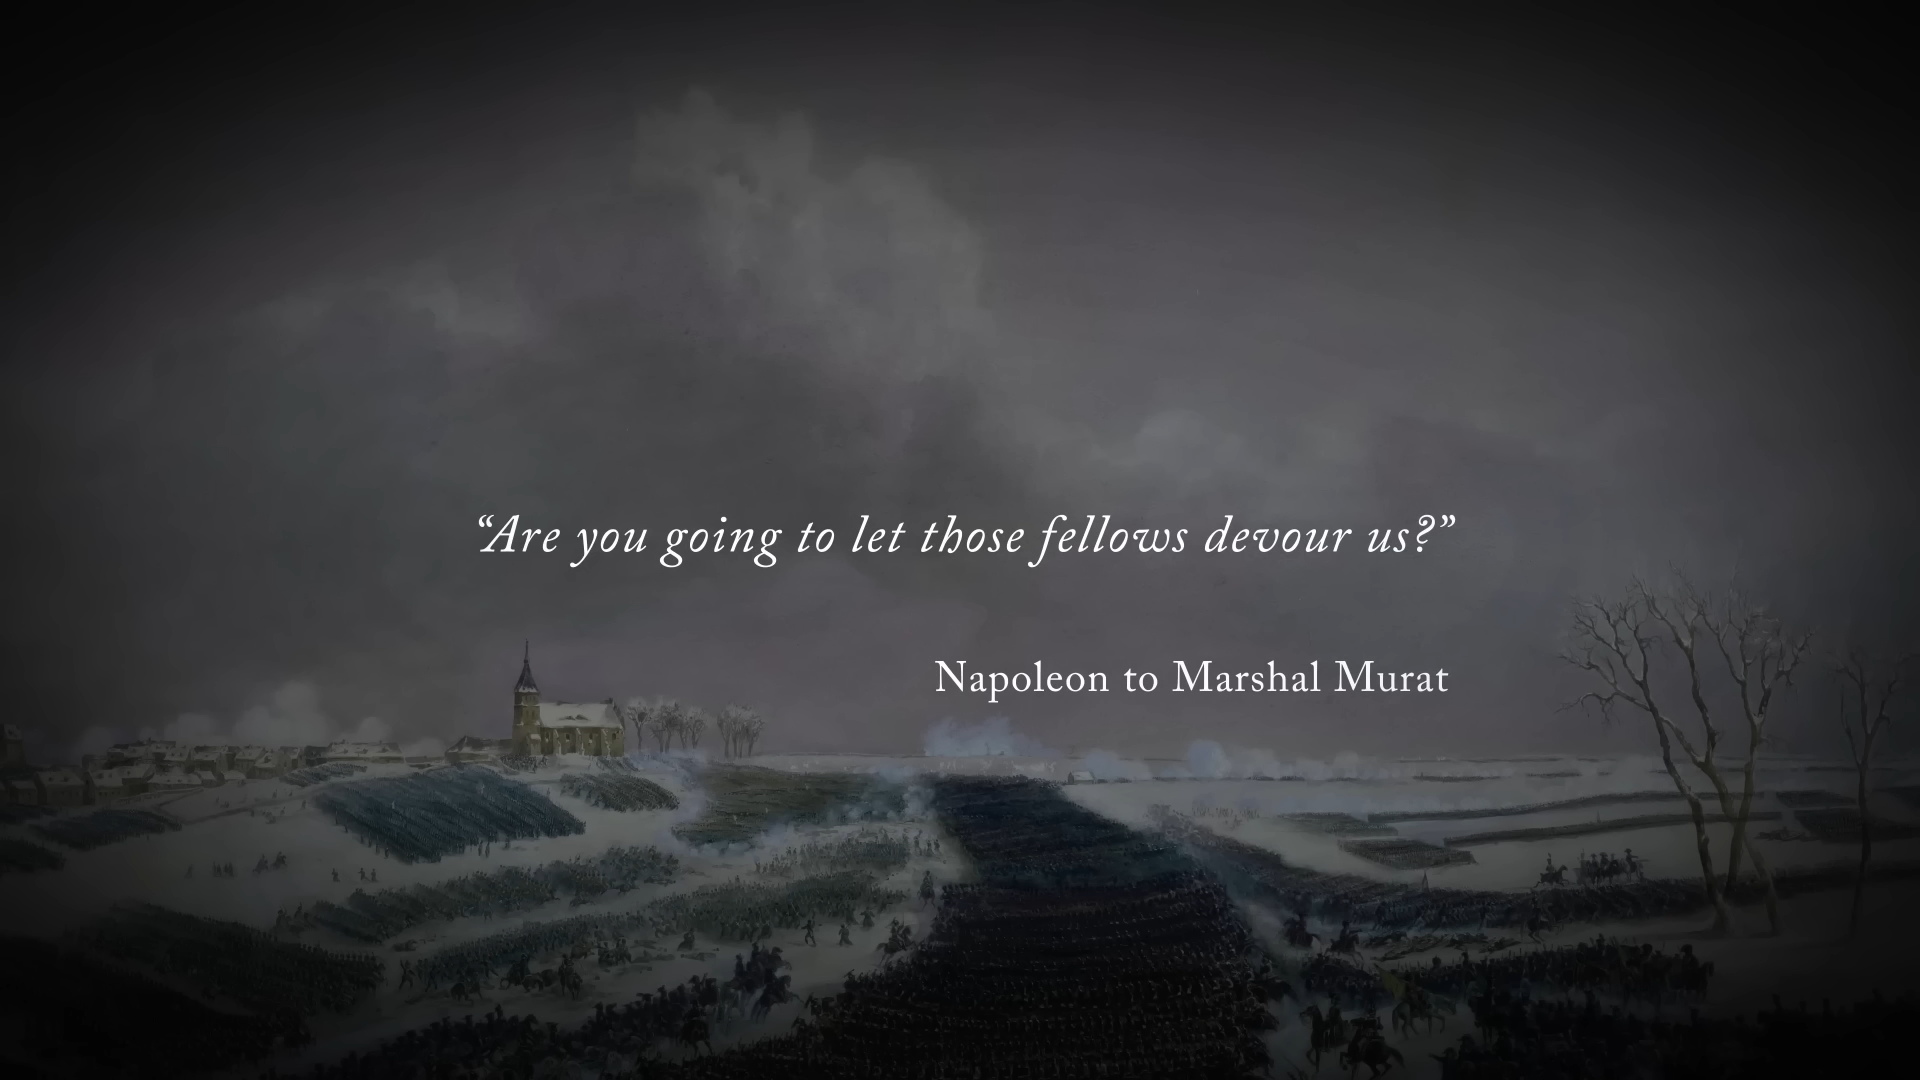 “Are you going to let those fellows devour us?”
Napoleon to Marshal Murat